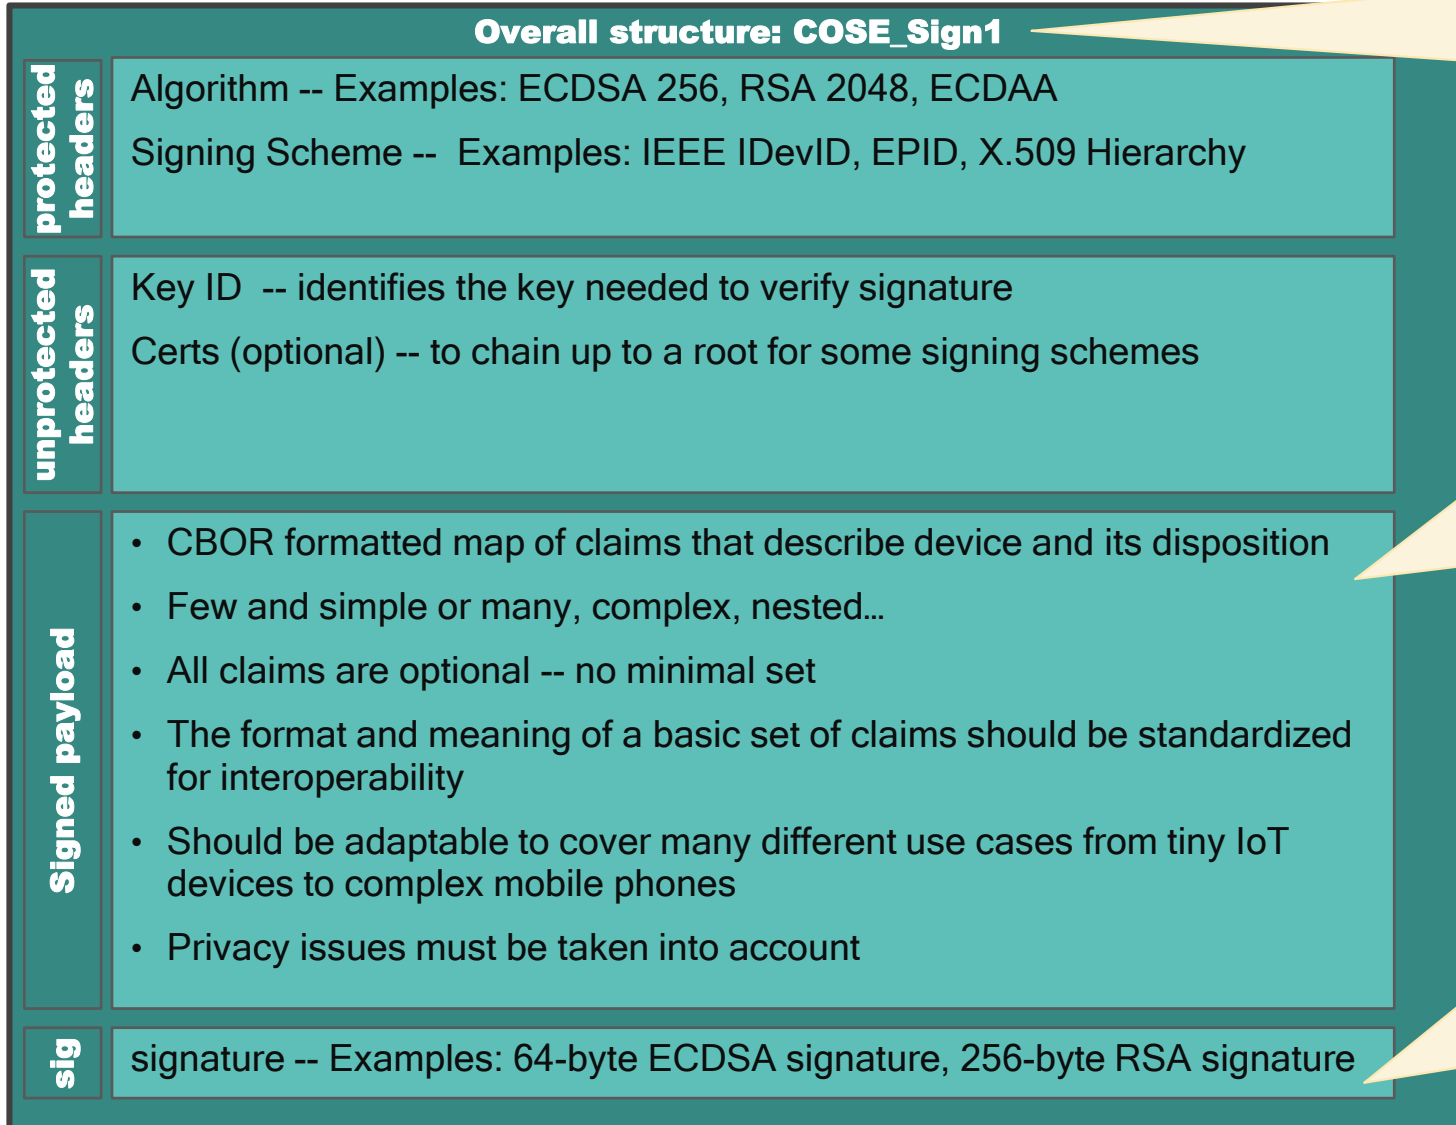 Overall structure: COSE_Sign1
protected
headers
Algorithm -- Examples: ECDSA 256, RSA 2048, ECDAA
Signing Scheme -- Examples: IEEE IDevID, EPID, X.509 Hierarchy
unprotected
headers
Key ID -- identifies the key needed to verify signature
Certs (optional) -- to chain up to a root for some signing schemes
Signed payload
• CBOR formatted map of claims that describe device and its disposition
• Few and simple or many, complex, nested…
• All claims are optional -- no minimal set
• The format and meaning of a basic set of claims should be standardized
for interoperability
• Should be adaptable to cover many different use cases from tiny IoT
devices to complex mobile phones
• Privacy issues must be taken into account
sig
signature -- Examples: 64-byte ECDSA signature, 256-byte RSA signature